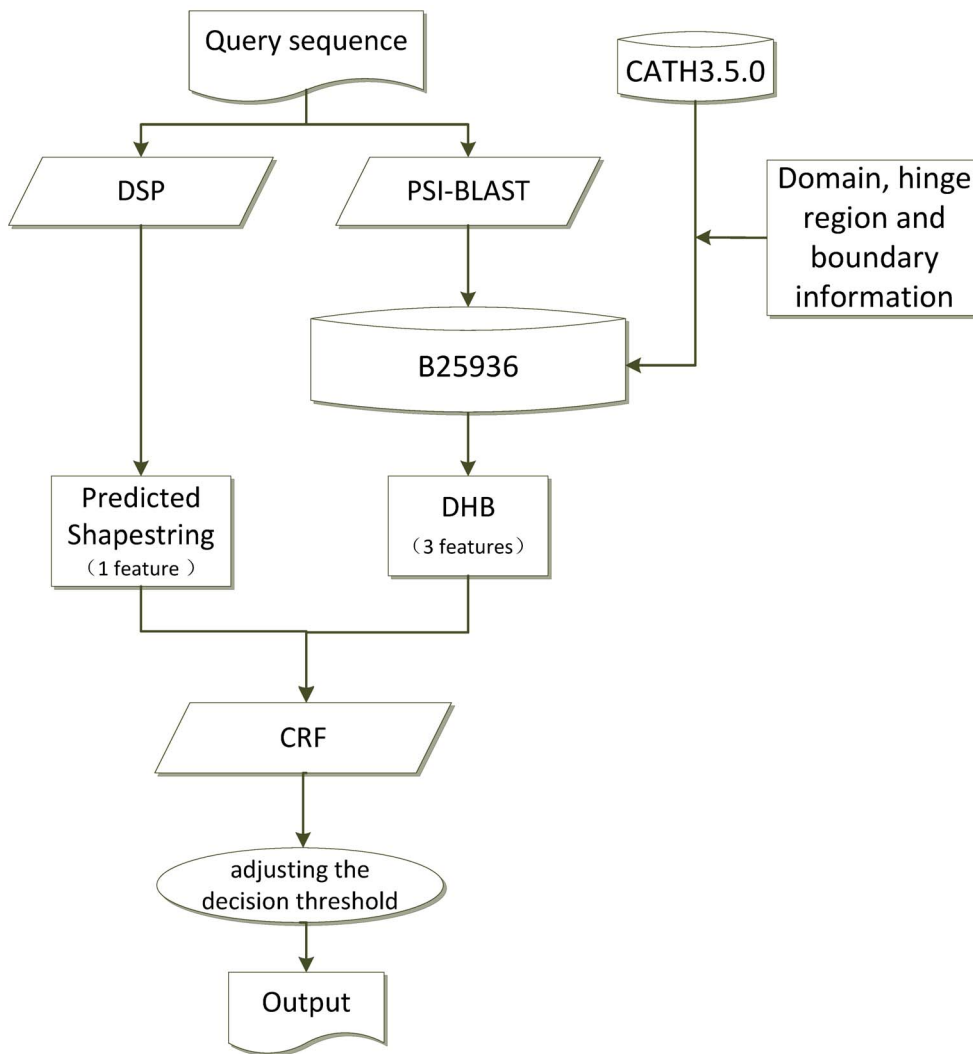 Query sequence
CATH3.5.0
DSP
PSI-BLAST
Domain, hinge
region and
boundary
information
B25936
Predicted
Shapestring
（1 feature ）
DHB
（3 features）
CRF
adjusting the
decision threshold
Output